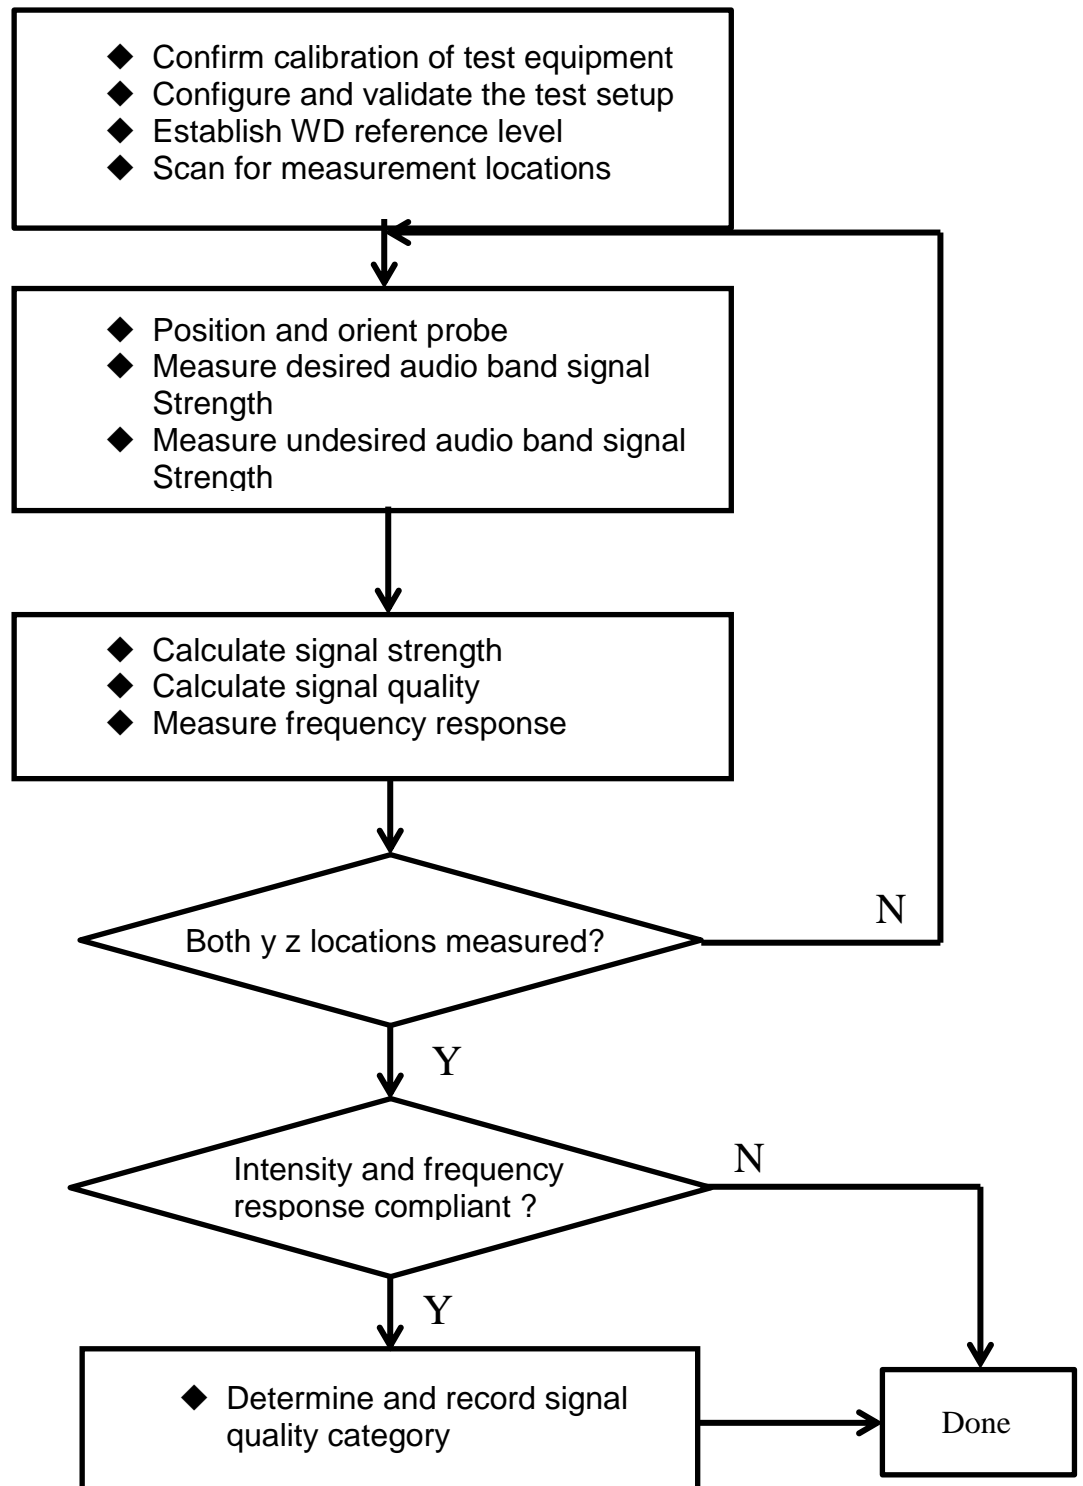 ◆ Confirm calibration of test equipment
◆ Configure and validate the test setup
◆ Establish WD reference level
◆ Scan for measurement locations
◆ Position and orient probe
◆ Measure desired audio band signal
Strength
◆ Measure undesired audio band signal
Strength
◆ Calculate signal strength
◆ Calculate signal quality
◆ Measure frequency response
N
Both y z locations measured?
Y
N
Intensity and frequency
response compliant ?
Y
◆ Determine and record signal
quality category
Done